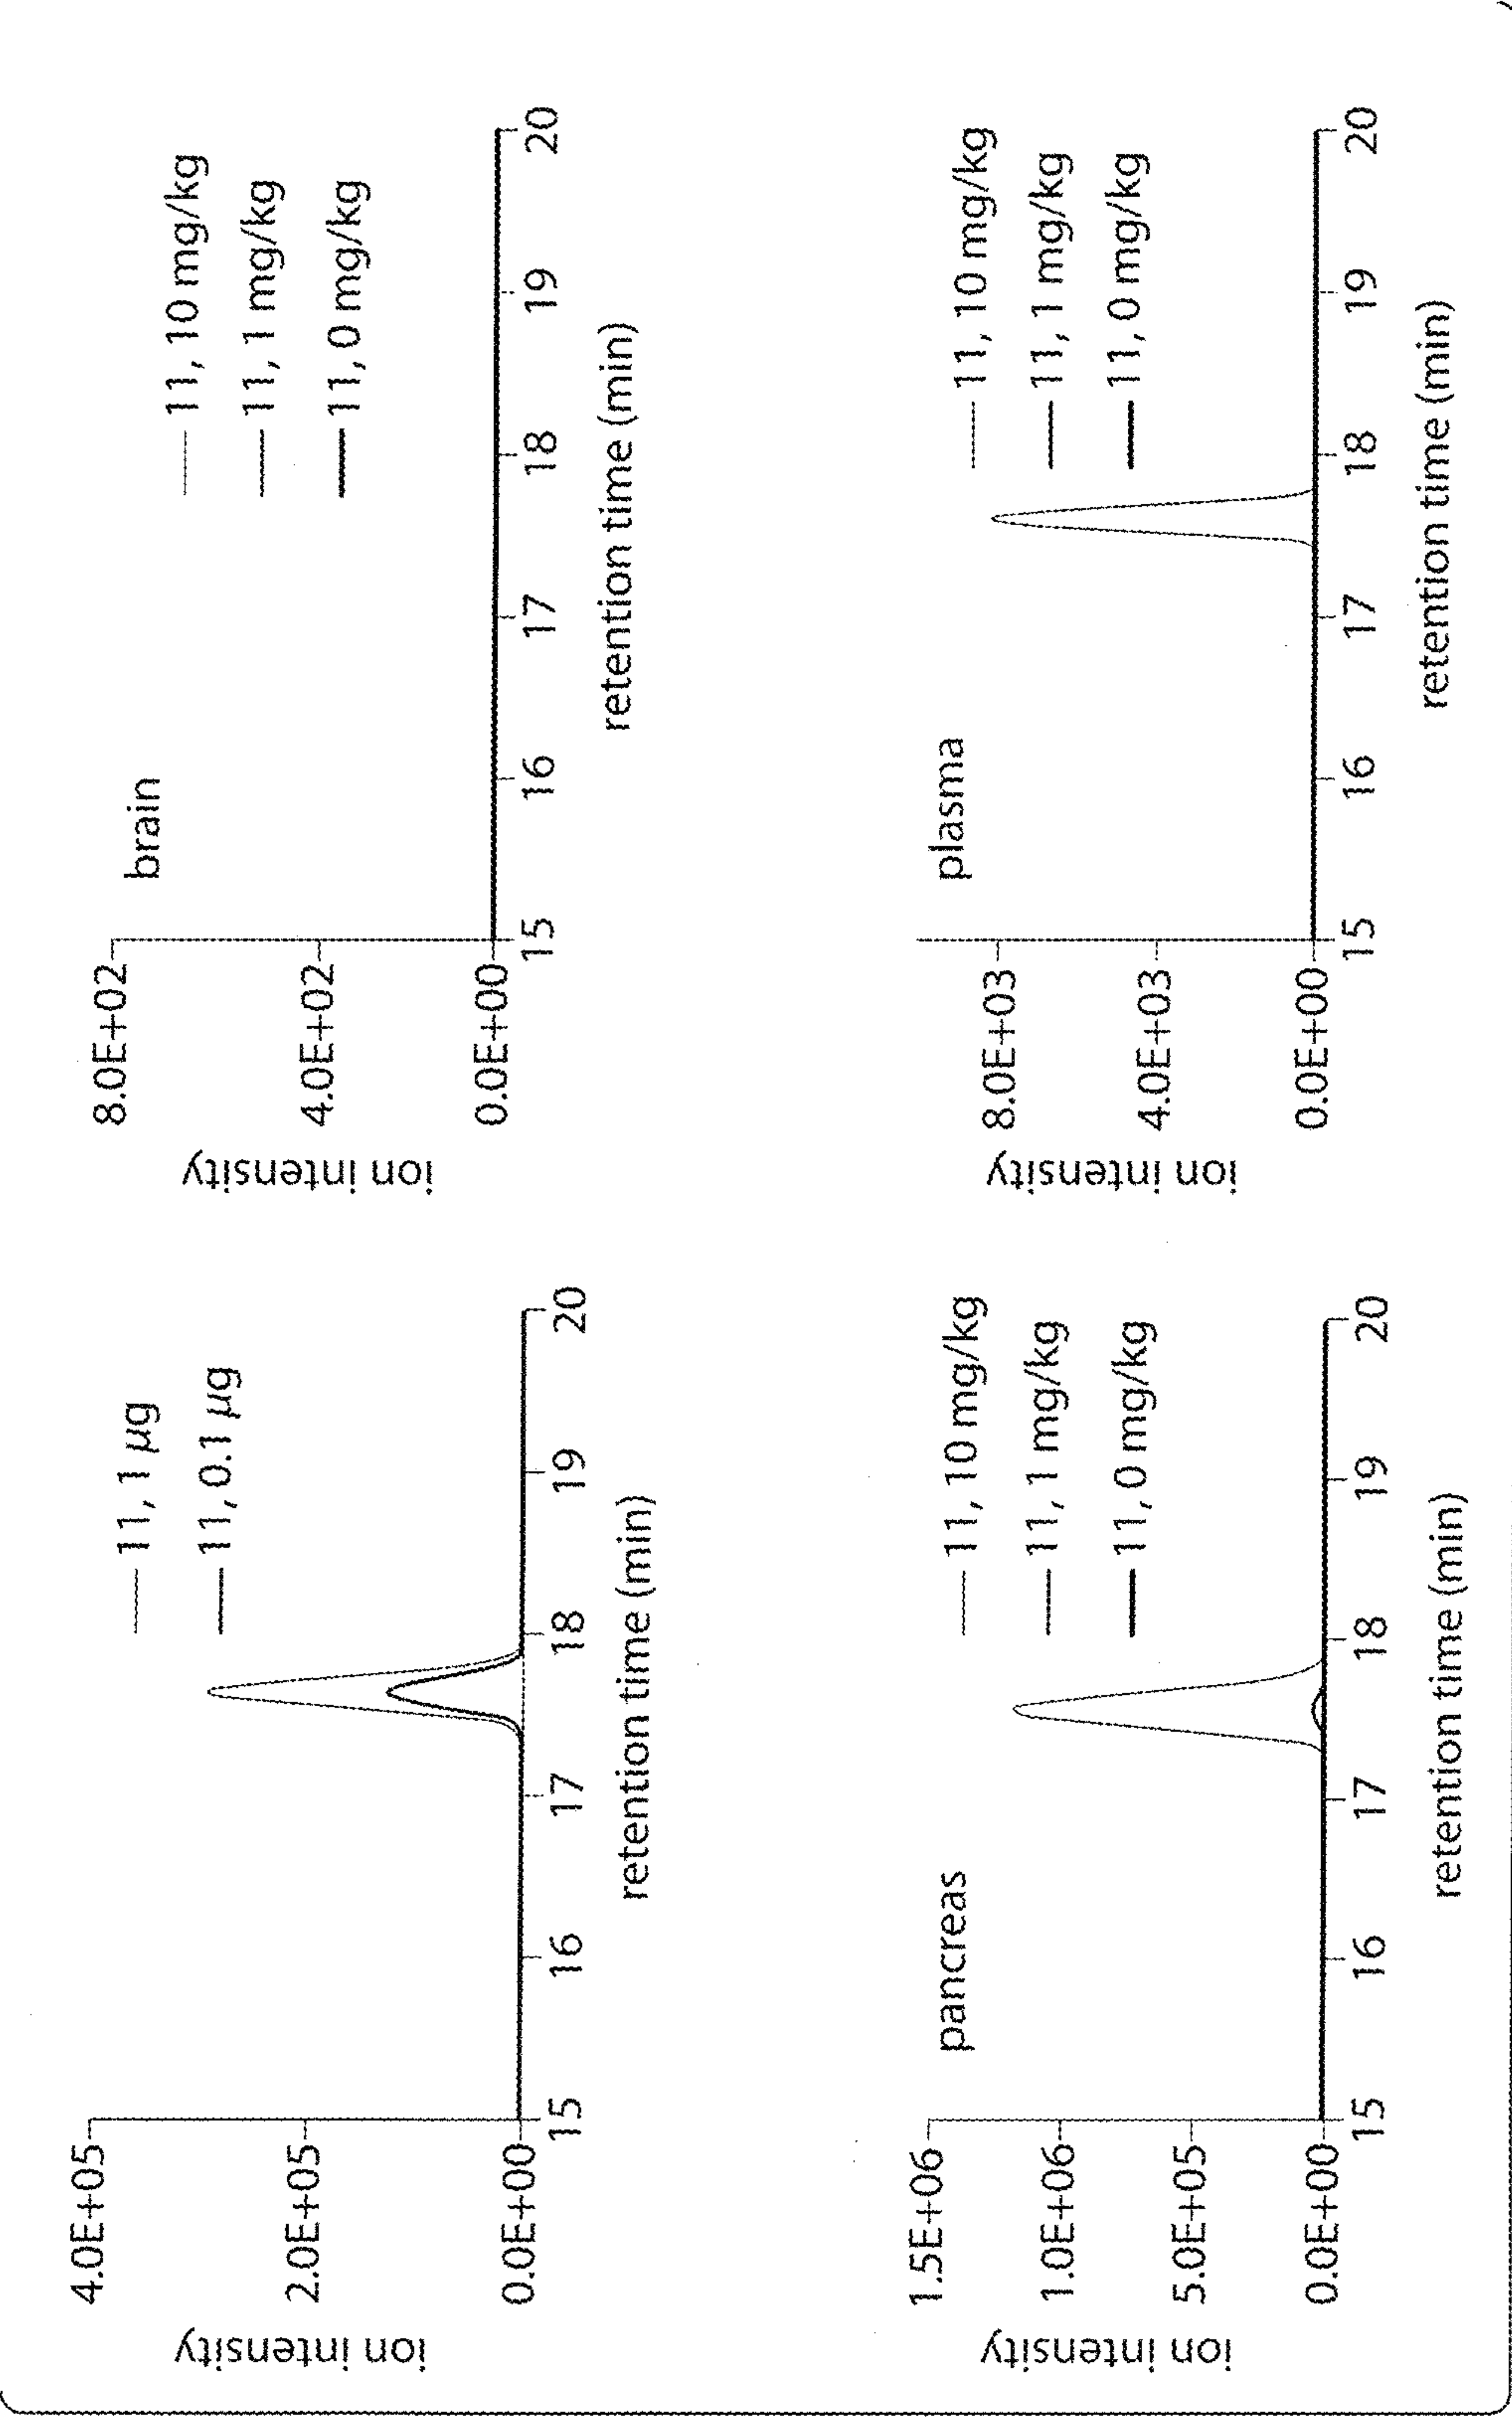 ion intensity
4.0E+05
2.0E+05
0.0E+00
11, 1 μg
11, 0.1 μg
15 16 17 18 19 20
retention time (min)
ion intensity
8.0E+02
4.0E+02
0.0E+00
brain
11, 10 mg/kg
11, 1 mg/kg
11, 0 mg/kg
15 16 17 18 19 20
retention time (min)
ion intensity
1.5E+06
1.0E+06
5.0E+05
0.0E+00
pancreas
11, 10 mg/kg
11, 1 mg/kg
11, 0 mg/kg
15 16 17 18 19 20
retention time (min)
ion intensity
8.0E+03
4.0E+03
0.0E+00
plasma
11, 10 mg/kg
11, 1 mg/kg
11, 0 mg/kg
15 16 17 18 19 20
retention time (min)